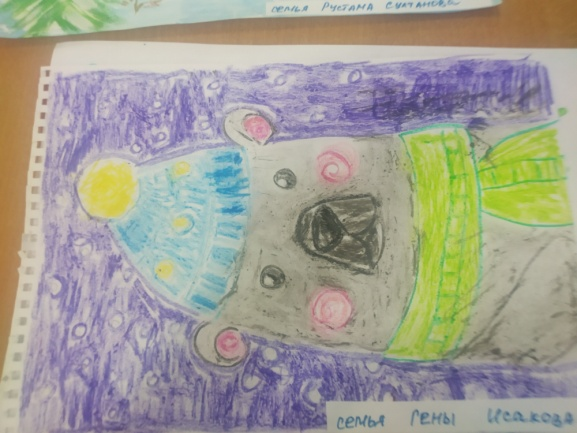 семья Рустама Султанова
семья Гены Исакова